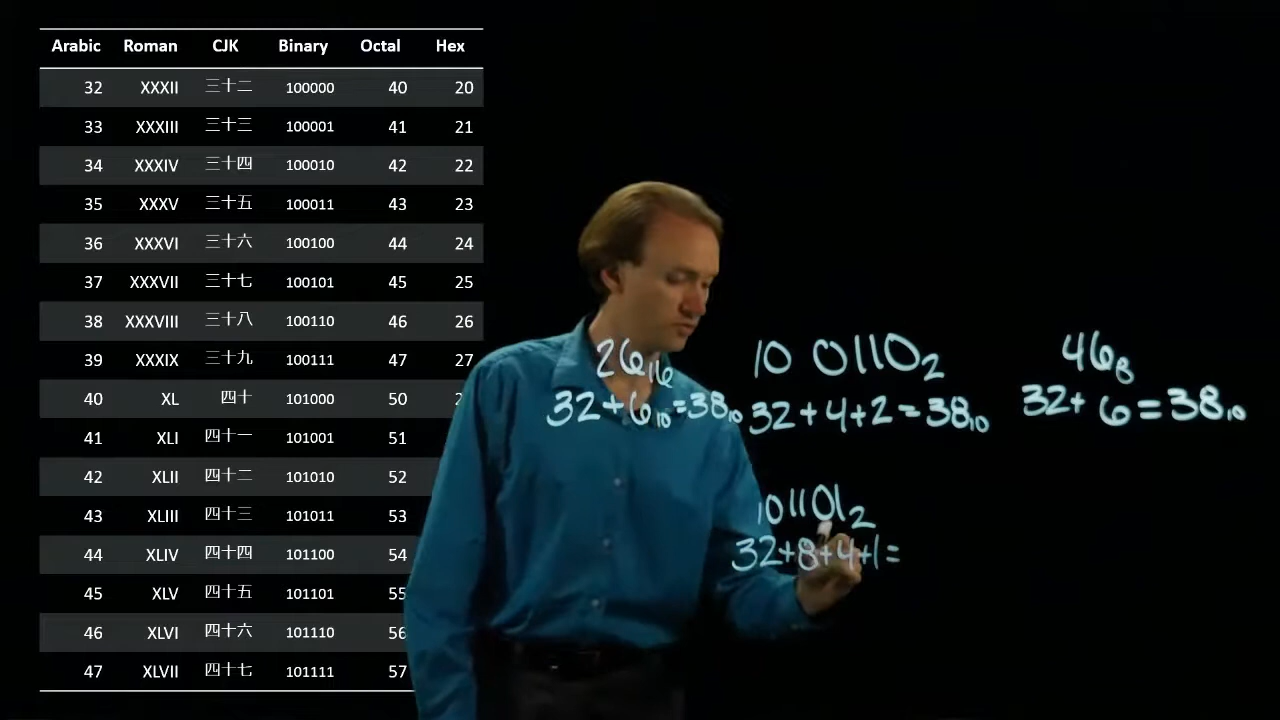 Arabic Roman CJK Binary Octal Hex
32 XXXII 三十二 100000 40 20
33 XXXIII 三十三 100001 41 21
34 XXXIV 三十四 100010 42 22
35 XXXV 三十五 100011 43 23
36 XXXVI 三十六 100100 44 24
37 XXXVII 三十七 100101 45 25
38 XXXVIII 三十八 100110 46 26
39 XXXIX 三十九 100111 47 27
40 XL 四十 101000 50 2
41 XLI 四十一 101001 51
42 XLII 四十二 101010 52
43 XLIII 四十三 101011 53
44 XLIV 四十四 101100 54
45 XLV 四十五 101101 55
46 XLVI 四十六 101110 56
47 XLVII 四十七 101111 57
26₁₆
32+6₁₀=38₁₀
10 0110₂
32+4+2=38₁₀
46₈
32+6=38₁₀
101101₂
32+8+4+1=